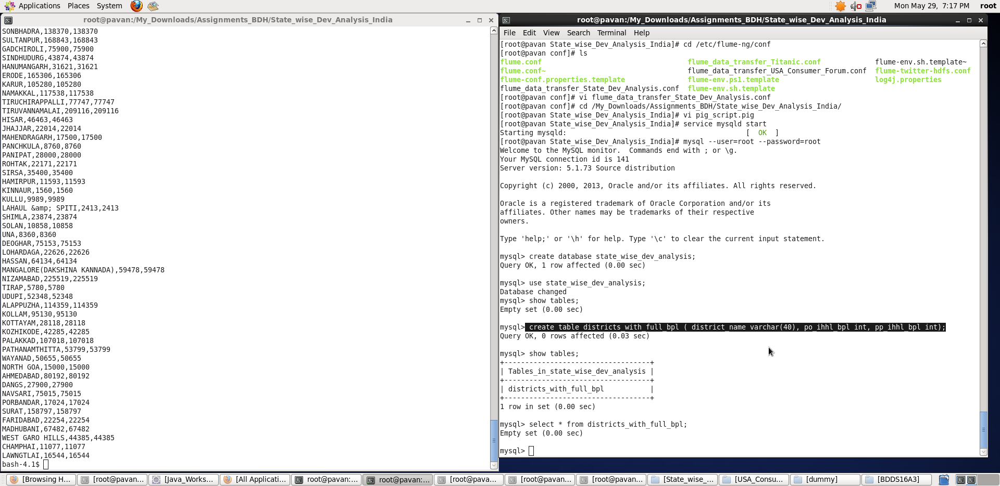 Applications Places System Mon May 29, 7:17 PM root
root@pavan:/My_Downloads/Assignments_BDH/State_wise_Dev_Analysis_India
SONBHADRA,138370,138370
SULTANPUR,168843,168843
GADCHIROLI,75900,75900
SINDHUDURG,43874,43874
HANUMANGARH,31621,31621
ERODE,165306,165306
KARUR,105280,105280
NAMAKKAL,117538,117538
TIRUCHIRAPPALLI,77747,77747
TIRUVANNAMALAI,209116,209116
HISAR,46463,46463
JHAJJAR,22014,22014
MAHENDRAGARH,17500,17500
PANCHKULA,8760,8760
PANIPAT,28000,28000
ROHTAK,22171,22171
SIRSA,35400,35400
HAMIRPUR,11593,11593
KINNAUR,1560,1560
KULLU,9989,9989
LAHAUL &amp; SPITI,2413,2413
SHIMLA,23874,23874
SOLAN,10858,10858
UNA,8360,8360
DEOGHAR,75153,75153
LOHARDAGA,22626,22626
HASSAN,64134,64134
MANGALORE(DAKSHINA KANNADA),59478,59478
NIZAMABAD,225519,225519
TIRAP,5780,5780
UDUPI,52348,52348
ALAPPUZHA,114359,114359
KOLLAM,95130,95130
KOTTAYAM,28118,28118
KOZHIKODE,42285,42285
PALAKKAD,107018,107018
PATHANAMTHITTA,53799,53799
WAYANAD,50655,50655
NORTH GOA,15000,15000
AHMEDABAD,80192,80192
DANGS,27900,27900
NAVSARI,75015,75015
PORBANDAR,17024,17024
SURAT,158797,158797
FARIDABAD,22254,22254
MADHUBANI,67482,67482
WEST GARO HILLS,44385,44385
CHAMPHAI,11077,11077
LAWNGTLAI,16544,16544
bash-4.1$
root@pavan:/My_Downloads/Assignments_BDH/State_wise_Dev_Analysis_India
File Edit View Search Terminal Help
[root@pavan State_wise_Dev_Analysis_India]# cd /etc/flume-ng/conf
[root@pavan conf]# ls
flume.conf flume_data_transfer_Titanic.conf flume-env.sh.template~
flume.conf~ flume_data_transfer_USA_Consumer_Forum.conf flume-twitter-hdfs.conf
flume-conf.properties.template flume-env.ps1.template log4j.properties
flume_data_transfer_State_Dev_Analysis.conf flume-env.sh.template
[root@pavan conf]# vi flume_data_transfer_State_Dev_Analysis.conf
[root@pavan conf]# cd /My_Downloads/Assignments_BDH/State_wise_Dev_Analysis_India/
[root@pavan State_wise_Dev_Analysis_India]# vi pig_script.pig
[root@pavan State_wise_Dev_Analysis_India]# service mysqld start
Starting mysqld: [ OK ]
[root@pavan State_wise_Dev_Analysis_India]# mysql --user=root --password=root
Welcome to the MySQL monitor. Commands end with ; or \g.
Your MySQL connection id is 141
Server version: 5.1.73 Source distribution
Copyright (c) 2000, 2013, Oracle and/or its affiliates. All rights reserved.
Oracle is a registered trademark of Oracle Corporation and/or its
affiliates. Other names may be trademarks of their respective
owners.
Type 'help;' or '\h' for help. Type '\c' to clear the current input statement.
mysql> create database state_wise_dev_analysis;
Query OK, 1 row affected (0.00 sec)
mysql> use state_wise_dev_analysis;
Database changed
mysql> show tables;
Empty set (0.00 sec)
mysql> create table districts_with_full_bpl ( district_name varchar(40), po_ihhl_bpl int, pp_ihhl_bpl int);
Query OK, 0 rows affected (0.03 sec)
mysql> show tables;
+-----------------------------------+
| Tables_in_state_wise_dev_analysis |
+-----------------------------------+
| districts_with_full_bpl           |
+-----------------------------------+
1 row in set (0.00 sec)
mysql> select * from districts_with_full_bpl;
Empty set (0.00 sec)
mysql>
[Browsing H... [root@pavan... [Java_Works... [All Applicati... root@pavan:... root@pavan:... [root@pava... [root@pavan... [root@pavan... [State_wise_... [USA_Consu... [dummy] [BDDS16A3]